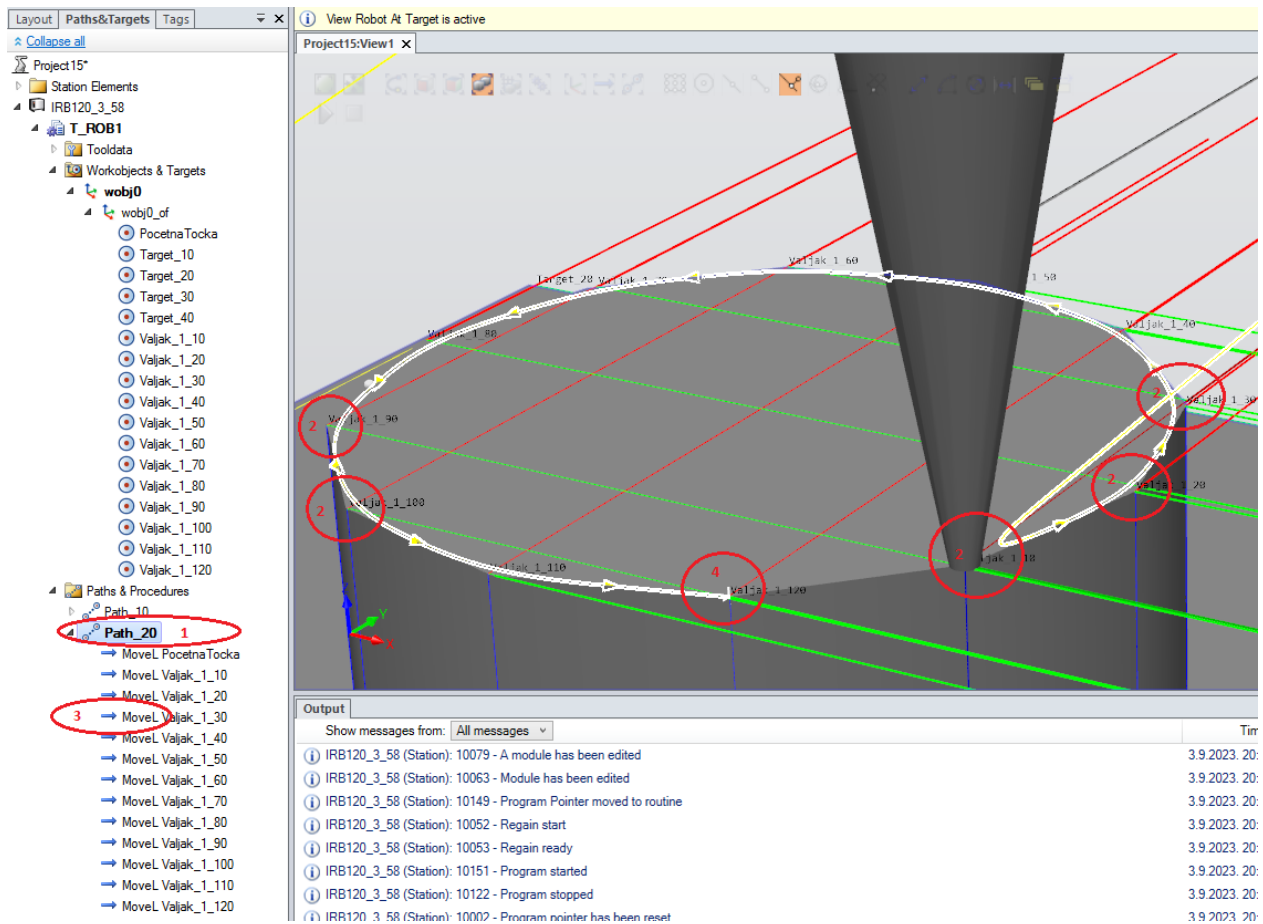 Layout Paths&Targets Tags
Collapse all
Project15*
Station Elements
IRB120_3_58
T_ROB1
Tooldata
Workobjects & Targets
wobj0
wobj0_of
PocetnaTocka
Target_10
Target_20
Target_30
Target_40
Valjak_1_10
Valjak_1_20
Valjak_1_30
Valjak_1_40
Valjak_1_50
Valjak_1_60
Valjak_1_70
Valjak_1_80
Valjak_1_90
Valjak_1_100
Valjak_1_110
Valjak_1_120
Paths & Procedures
Path_10
Path_20 1
MoveL PocetnaTocka
MoveL Valjak_1_10
MoveL Valjak_1_20
3 MoveL Valjak_1_30
MoveL Valjak_1_40
MoveL Valjak_1_50
MoveL Valjak_1_60
MoveL Valjak_1_70
MoveL Valjak_1_80
MoveL Valjak_1_90
MoveL Valjak_1_100
MoveL Valjak_1_110
MoveL Valjak_1_120
View Robot At Target is active
Project15:View1
Valjak_1_60
Target_20
1_50
Valjak_1_40
Valjak_1_80
2
Valjak_1_30
2 Valjak_1_90
2 Valjak_1_20
2 Valjak_1_100
2
Valjak_1_110
4
Valjak_1_120
Y
X
Output
Show messages from: All messages Tim
IRB120_3_58 (Station): 10079 - A module has been edited 3.9.2023. 20:
IRB120_3_58 (Station): 10063 - Module has been edited 3.9.2023. 20:
IRB120_3_58 (Station): 10149 - Program Pointer moved to routine 3.9.2023. 20:
IRB120_3_58 (Station): 10052 - Regain start 3.9.2023. 20:
IRB120_3_58 (Station): 10053 - Regain ready 3.9.2023. 20:
IRB120_3_58 (Station): 10151 - Program started 3.9.2023. 20:
IRB120_3_58 (Station): 10122 - Program stopped 3.9.2023. 20:
IRB120_3_58 (Station): 10002 - Program pointer has been reset 3.9.2023. 20: